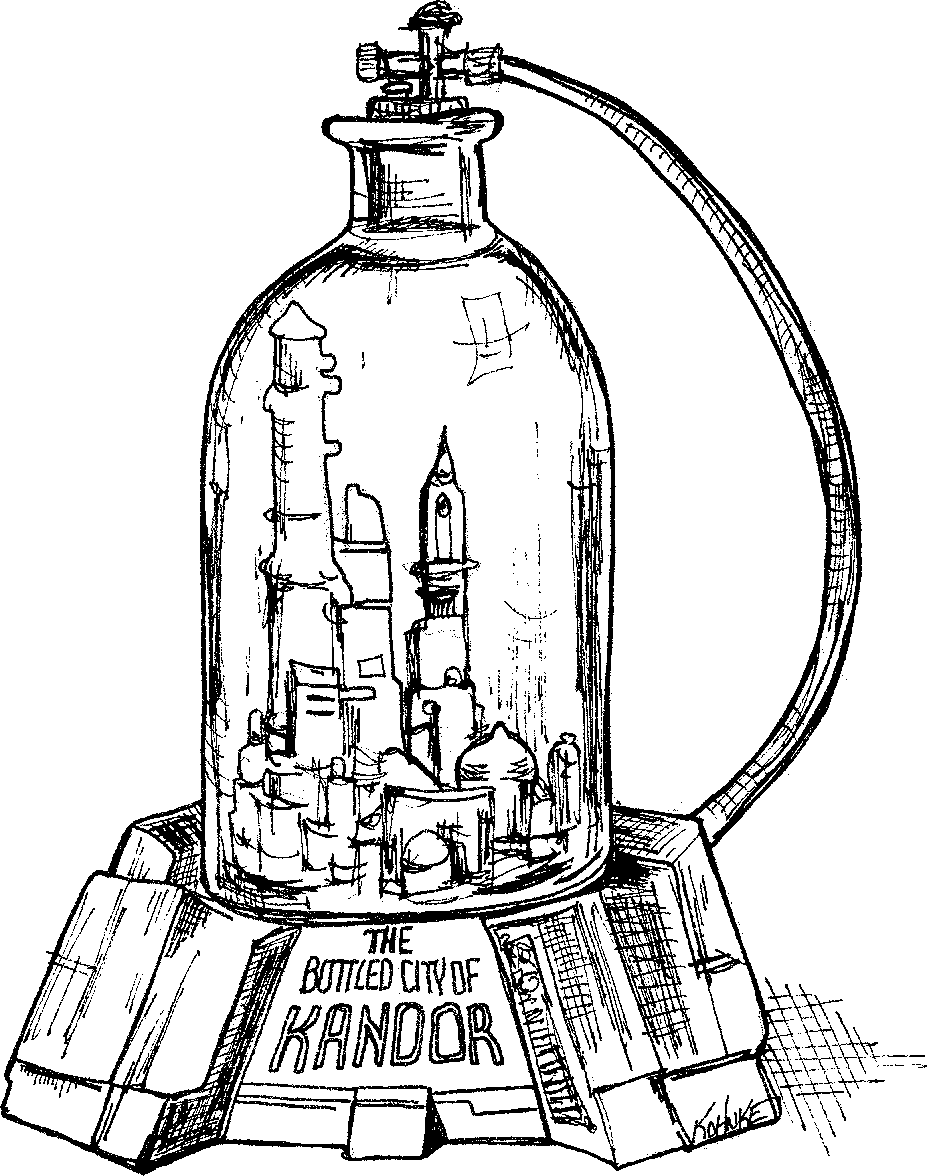 THE
BOTTLED CITY OF
KANDOR
KOHNKE